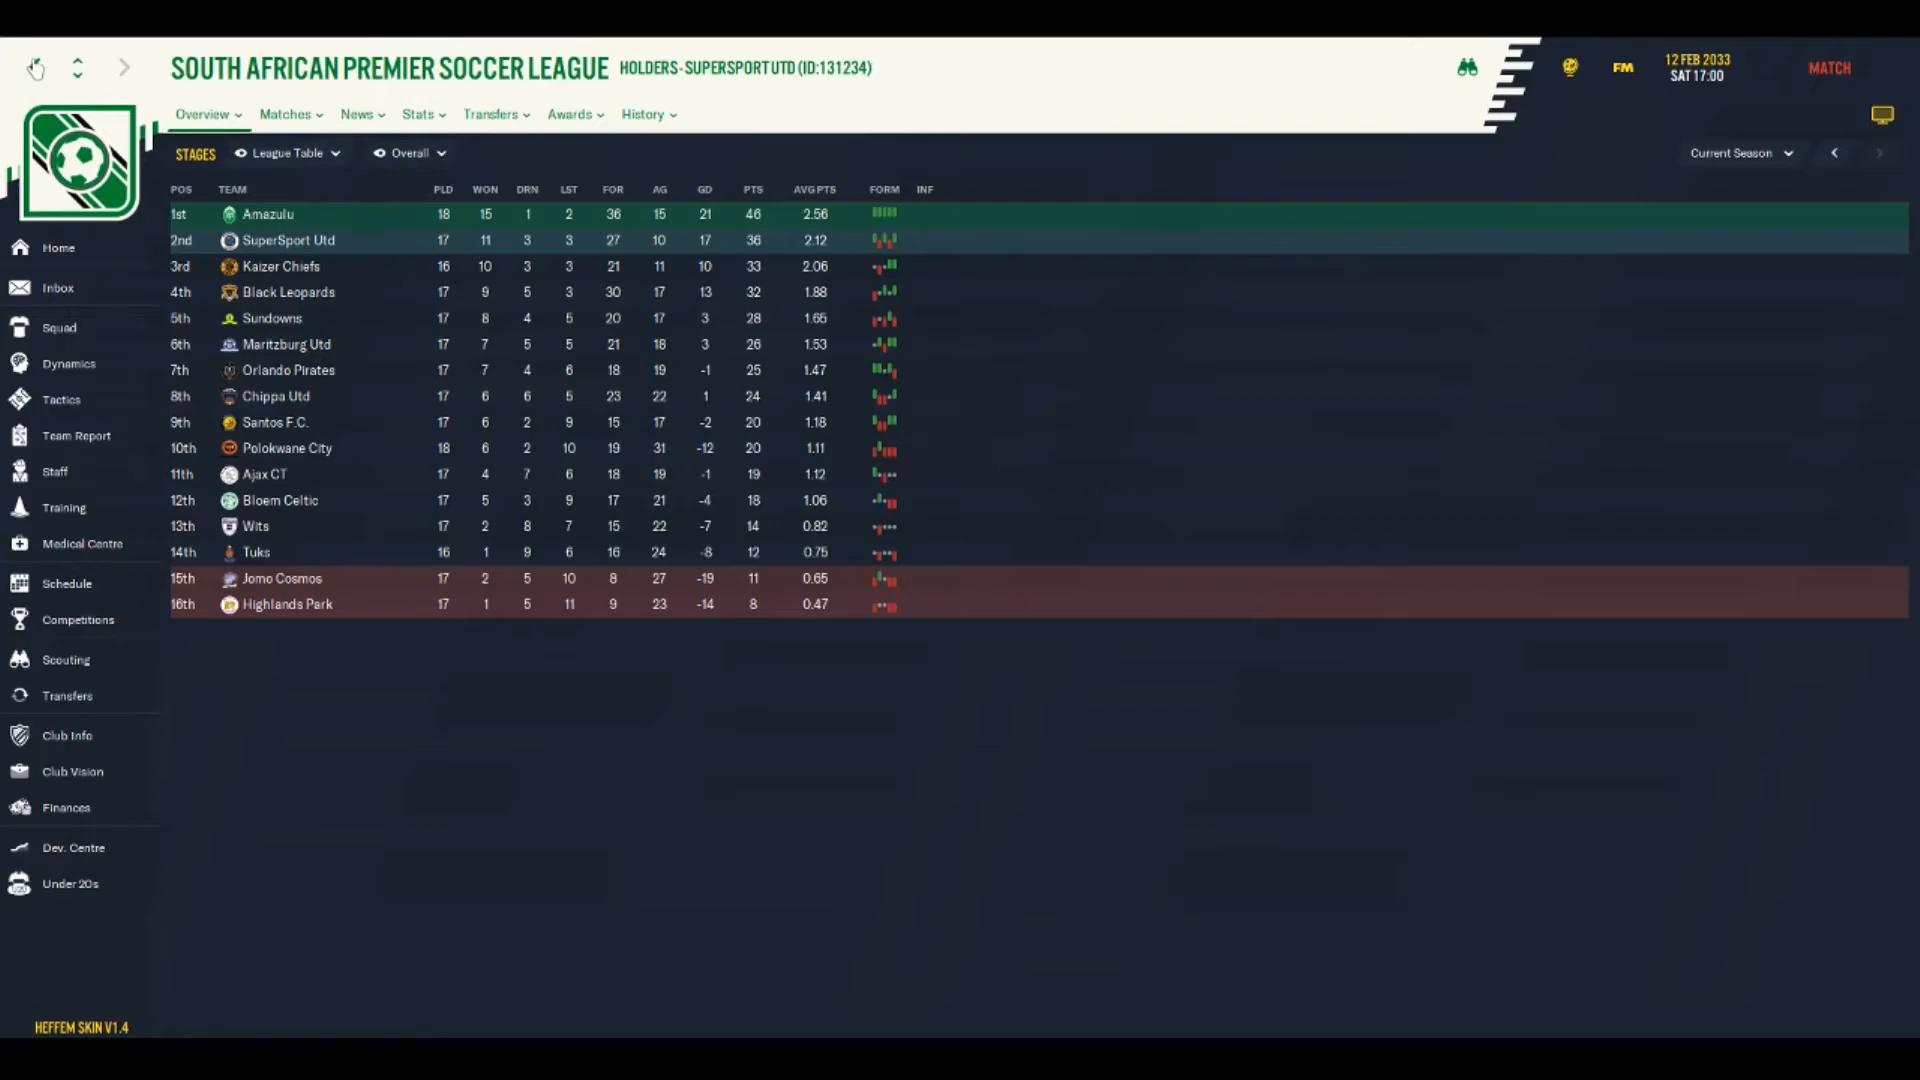 SOUTH AFRICAN PREMIER SOCCER LEAGUE HOLDERS - SUPERSPORT UTD (ID:131234)
FM 12 FEB 2033 SAT 17:00 MATCH
Overview Matches News Stats Transfers Awards History
STAGES League Table Overall Current Season
POS TEAM PLD WON DRN LST FOR AG GD PTS AVG PTS FORM INF
1st Amazulu 18 15 1 2 36 15 21 46 2.56
2nd SuperSport Utd 17 11 3 3 27 10 17 36 2.12
3rd Kaizer Chiefs 16 10 3 3 21 11 10 33 2.06
4th Black Leopards 17 9 5 3 30 17 13 32 1.88
5th Sundowns 17 8 4 5 20 17 3 28 1.65
6th Maritzburg Utd 17 7 5 5 21 18 3 26 1.53
7th Orlando Pirates 17 7 4 6 18 19 -1 25 1.47
8th Chippa Utd 17 6 6 5 23 22 1 24 1.41
9th Santos F.C. 17 6 2 9 15 17 -2 20 1.18
10th Polokwane City 18 6 2 10 19 31 -12 20 1.11
11th Ajax CT 17 4 7 6 18 19 -1 19 1.12
12th Bloem Celtic 17 5 3 9 17 21 -4 18 1.06
13th Wits 17 2 8 7 15 22 -7 14 0.82
14th Tuks 16 1 9 6 16 24 -8 12 0.75
15th Jomo Cosmos 17 2 5 10 8 27 -19 11 0.65
16th Highlands Park 17 1 5 11 9 23 -14 8 0.47
Home
Inbox
Squad
Dynamics
Tactics
Team Report
Staff
Training
Medical Centre
Schedule
Competitions
Scouting
Transfers
Club Info
Club Vision
Finances
Dev. Centre
Under 20s
HEFFEM SKIN V1.4